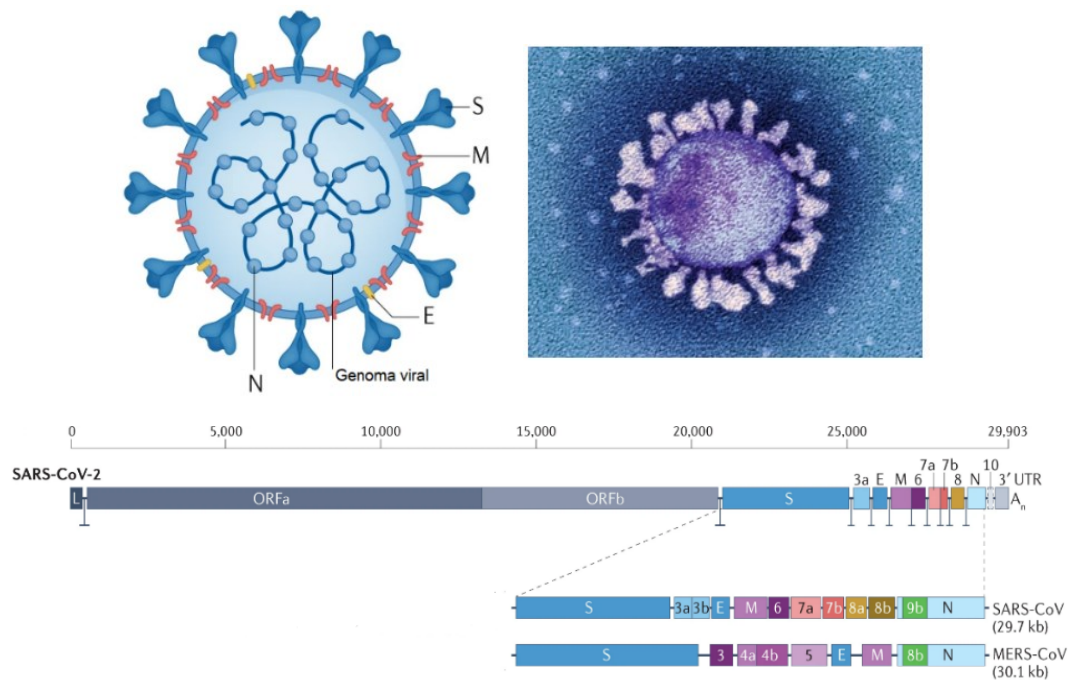 S
M
E
Genoma viral
N
0 5,000 10,000 15,000 20,000 25,000 29,903
SARS-CoV-2
7a 7b 10
3a E M 6 8 N 3′ UTR
L ORFa ORFb S An
S 3a 3b E M 6 7a 7b 8a 8b 9b N SARS-CoV
(29.7 kb)
S 3 4a 4b 5 E M 8b N MERS-CoV
(30.1 kb)